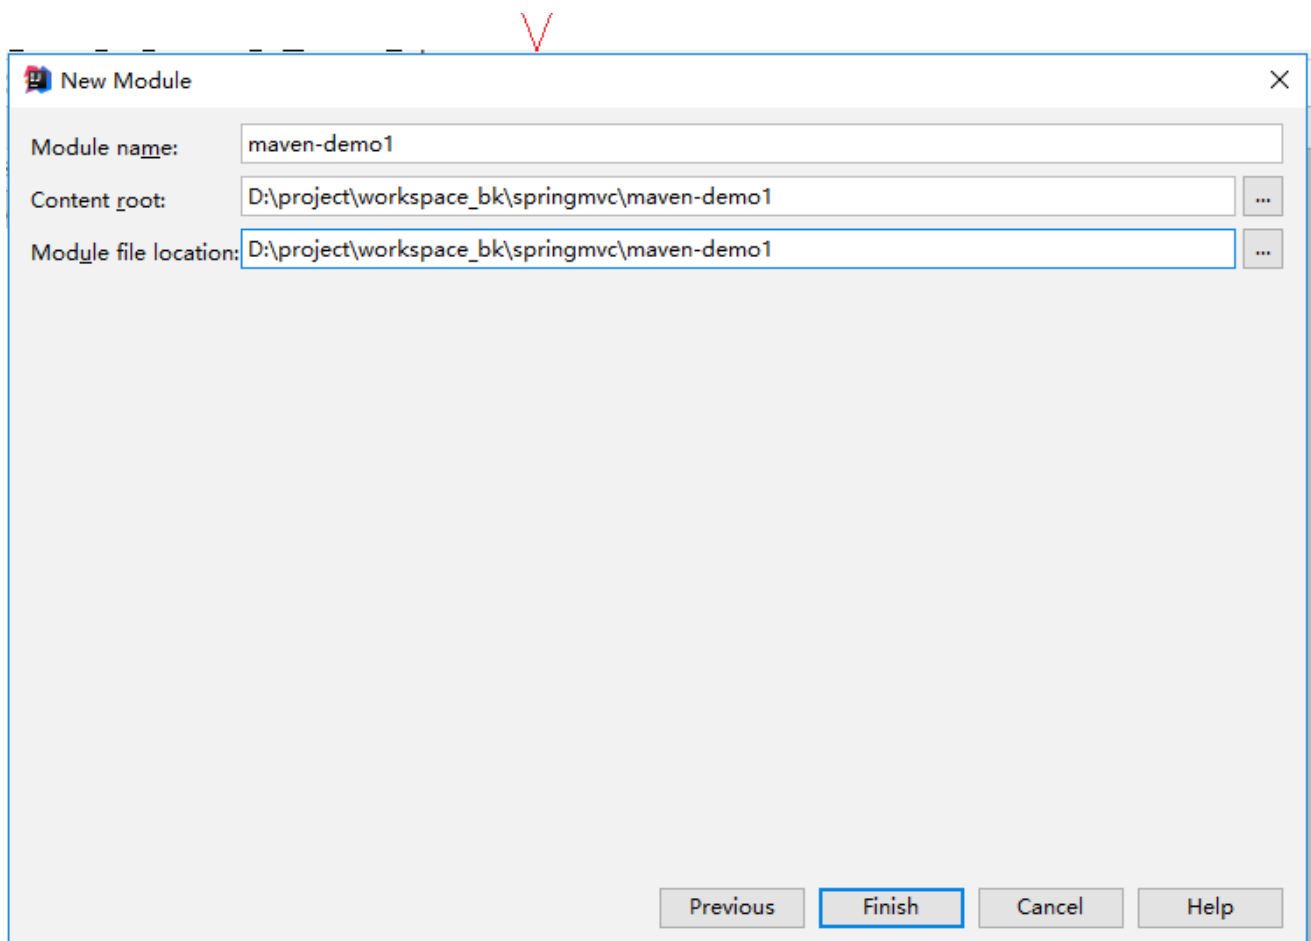 New Module
Module name: maven-demo1
Content root: D:\project\workspace_bk\springmvc\maven-demo1 ...
Module file location: D:\project\workspace_bk\springmvc\maven-demo1 ...
Previous Finish Cancel Help